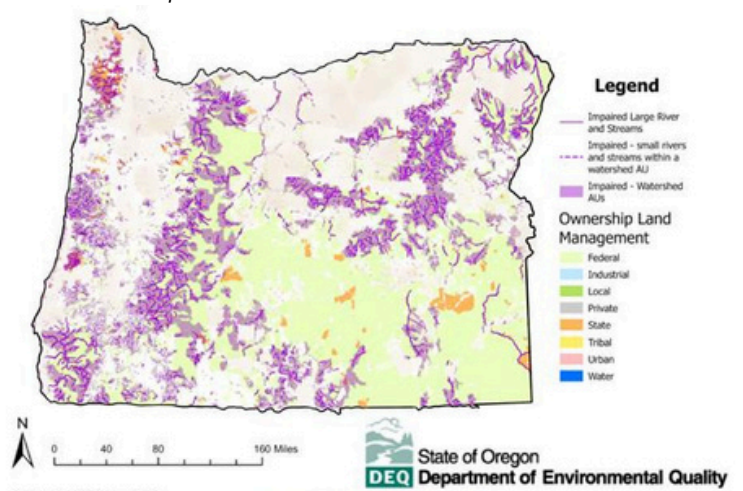 Legend
Impaired Large River
and Streams
Impaired - small rivers
and streams within a
watershed AU
Impaired - Watershed
AUs
Ownership Land
Management
Federal
Industrial
Local
Private
State
Tribal
Urban
Water
N
0 40 80 160 Miles
State of Oregon
DEQ Department of Environmental Quality